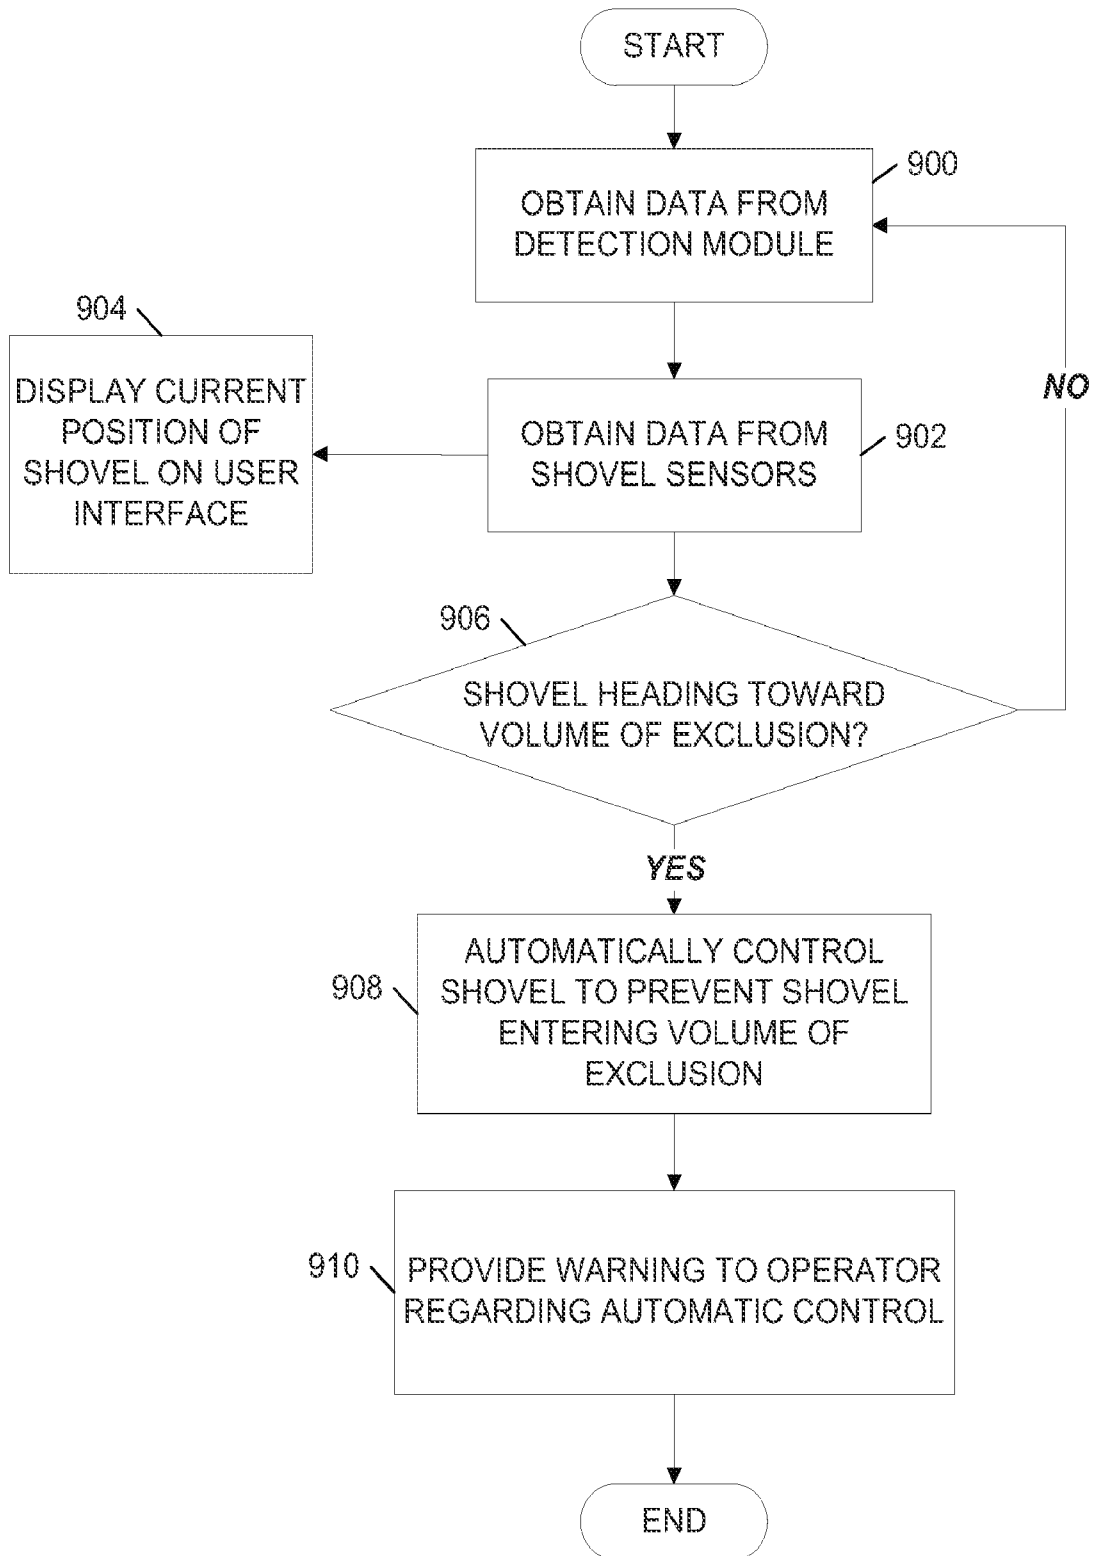 START
900
OBTAIN DATA FROM
DETECTION MODULE
904
DISPLAY CURRENT
POSITION OF
SHOVEL ON USER
INTERFACE
NO
OBTAIN DATA FROM
SHOVEL SENSORS
902
906
SHOVEL HEADING TOWARD
VOLUME OF EXCLUSION?
YES
908
AUTOMATICALLY CONTROL
SHOVEL TO PREVENT SHOVEL
ENTERING VOLUME OF
EXCLUSION
910
PROVIDE WARNING TO OPERATOR
REGARDING AUTOMATIC CONTROL
END